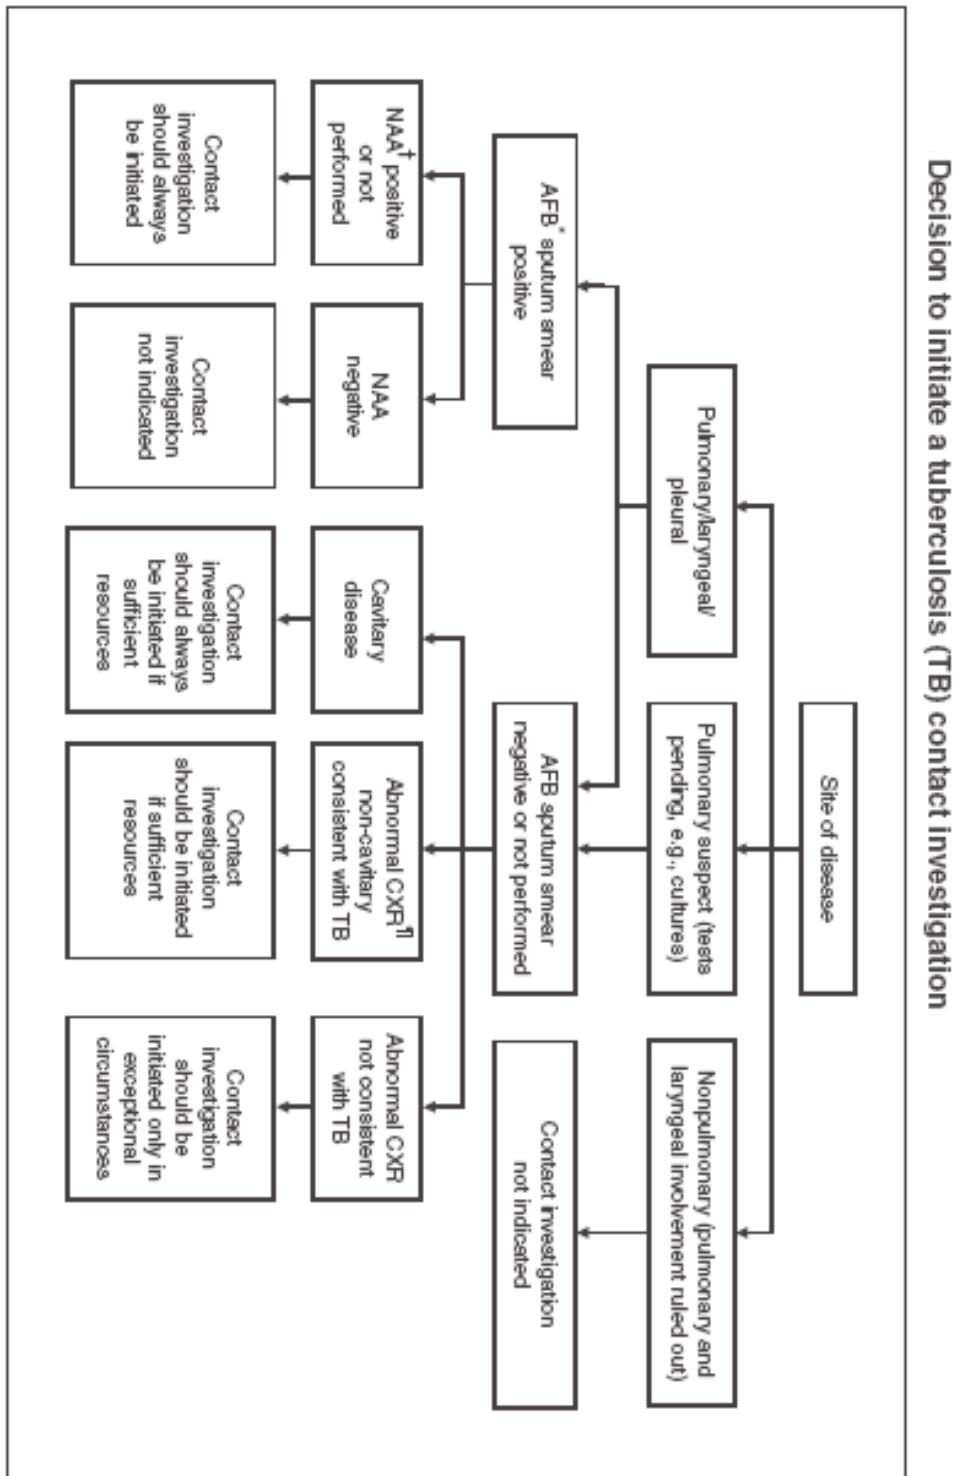 Decision to initiate a tuberculosis (TB) contact investigation
Site of disease
Pulmonary/laryngeal/
pleural
Pulmonary suspect (tests
pending, e.g., cultures)
Nonpulmonary (pulmonary and
laryngeal involvement ruled out)
AFB* sputum smear
positive
AFB sputum smear
negative or not performed
Contact investigation
not indicated
NAA† positive
or not
performed
NAA
negative
Cavitary
disease
Abnormal CXR¶
non-cavitary
consistent with TB
Abnormal CXR
not consistent
with TB
Contact
investigation
should always
be initiated
Contact
investigation
not indicated
Contact
investigation
should always
be initiated if
sufficient
resources
Contact
investigation
should be initiated
if sufficient
resources
Contact
investigation
should be
initiated only in
exceptional
circumstances